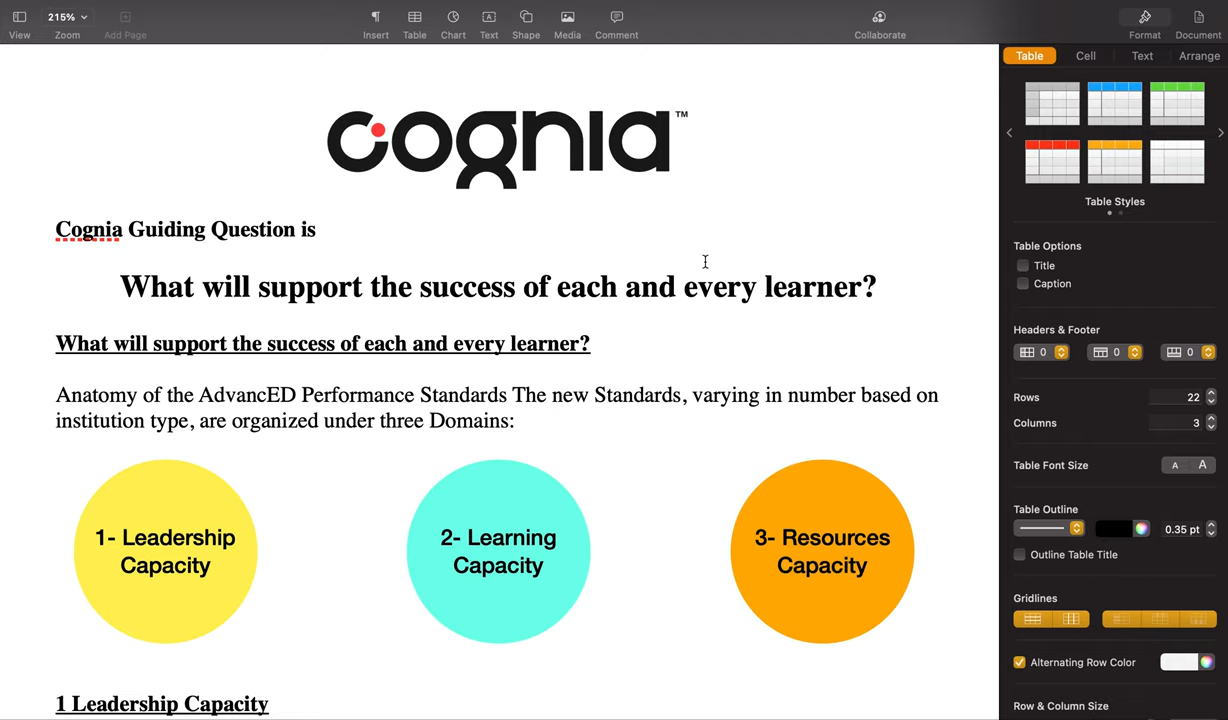 215%
View
Zoom
Add Page
Insert
Table
Chart
Text
Shape
Media
Comment
Collaborate
Format
Document
cognia™
Cognia Guiding Question is
What will support the success of each and every learner?
What will support the success of each and every learner?
Anatomy of the AdvancED Performance Standards The new Standards, varying in number based on
institution type, are organized under three Domains:
1- Leadership
Capacity
2- Learning
Capacity
3- Resources
Capacity
1 Leadership Capacity
Table
Cell
Text
Arrange
Table Styles
Table Options
Title
Caption
Headers & Footer
0
0
0
Rows
22
Columns
3
Table Font Size
A
A
Table Outline
0.35 pt
Outline Table Title
Gridlines
Alternating Row Color
Row & Column Size